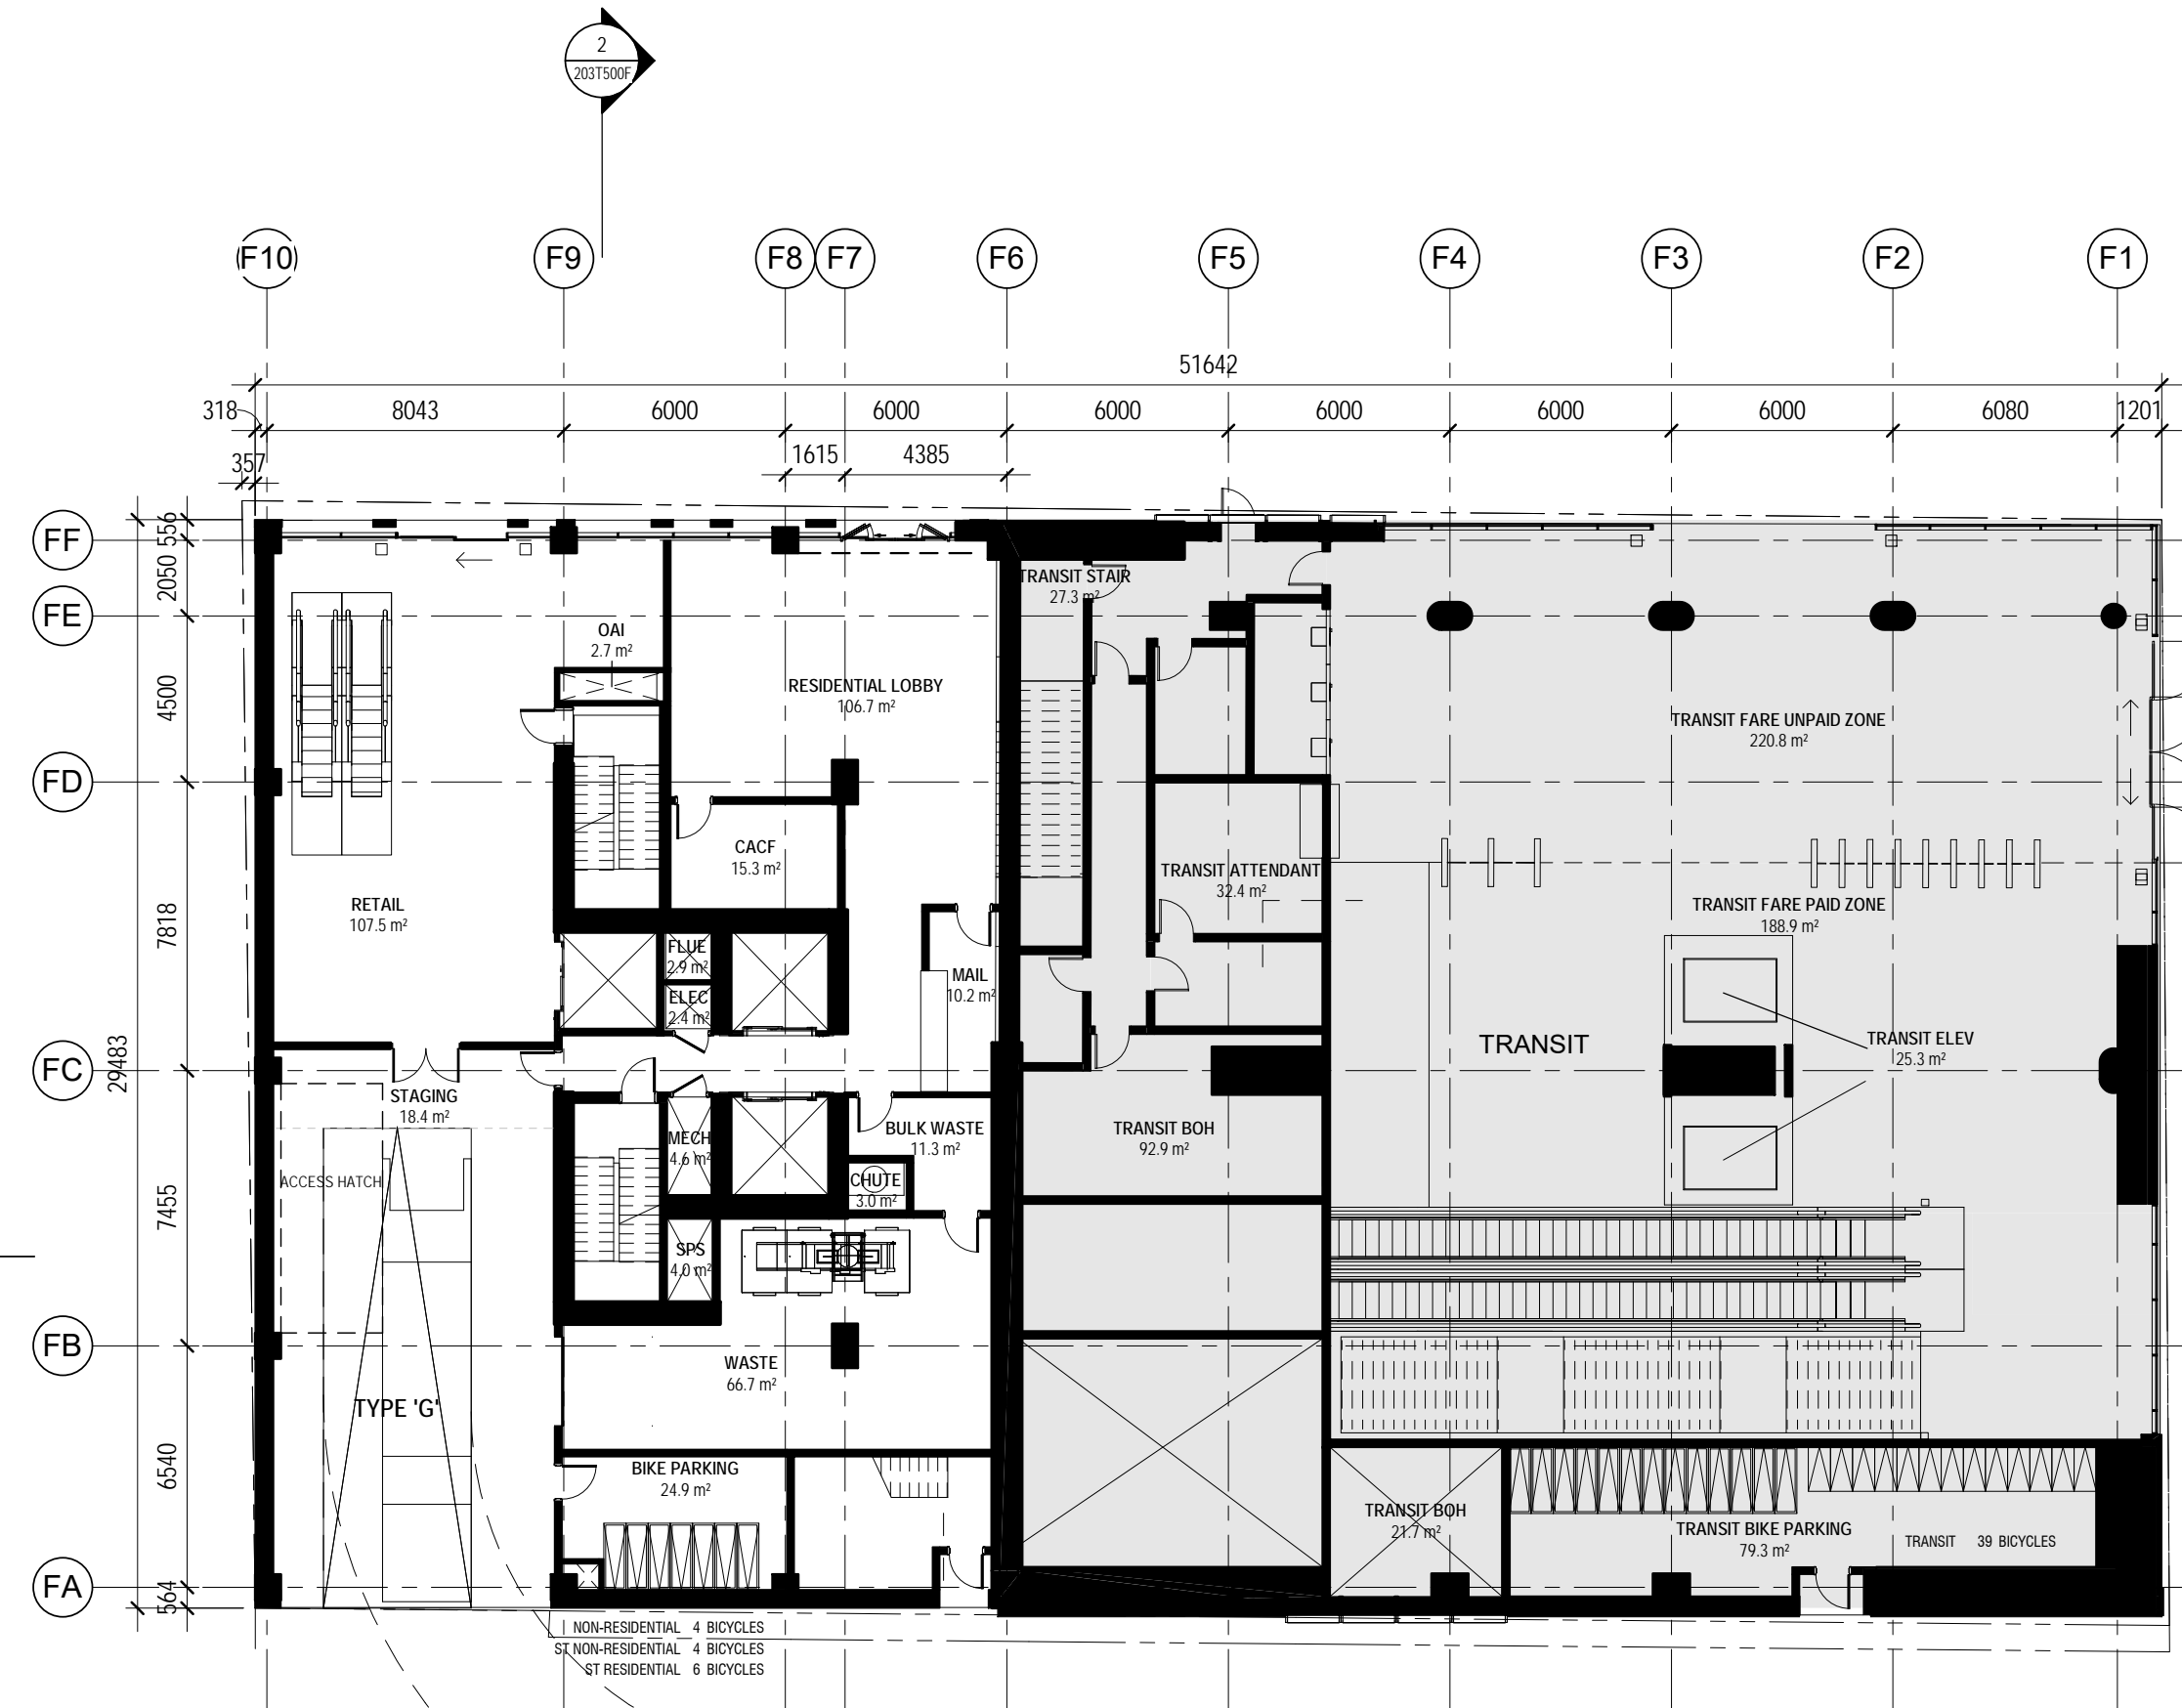 2
203T500F
F10
F9
F8
F7
F6
F5
F4
F3
F2
F1
51642
318
8043
6000
6000
6000
6000
6000
6000
6080
1201
357
1615
4385
FF
FE
FD
FC
FB
FA
556
2050
4500
7818
29483
7455
6540
564
TRANSIT STAIR
27.3 m²
OAI
2.7 m²
RESIDENTIAL LOBBY
106.7 m²
TRANSIT FARE UNPAID ZONE
220.8 m²
CACF
15.3 m²
TRANSIT ATTENDANT
32.4 m²
RETAIL
107.5 m²
TRANSIT FARE PAID ZONE
188.9 m²
FLUE
2.9 m²
ELEC
2.4 m²
MAIL
10.2 m²
TRANSIT
TRANSIT ELEV
25.3 m²
STAGING
18.4 m²
MECH
4.6 m²
BULK WASTE
11.3 m²
TRANSIT BOH
92.9 m²
ACCESS HATCH
CHUTE
3.0 m²
SPS
4.0 m²
WASTE
66.7 m²
TYPE 'G'
BIKE PARKING
24.9 m²
TRANSIT BOH
21.7 m²
TRANSIT BIKE PARKING
79.3 m²
TRANSIT 39 BICYCLES
NON-RESIDENTIAL 4 BICYCLES
ST NON-RESIDENTIAL 4 BICYCLES
ST RESIDENTIAL 6 BICYCLES